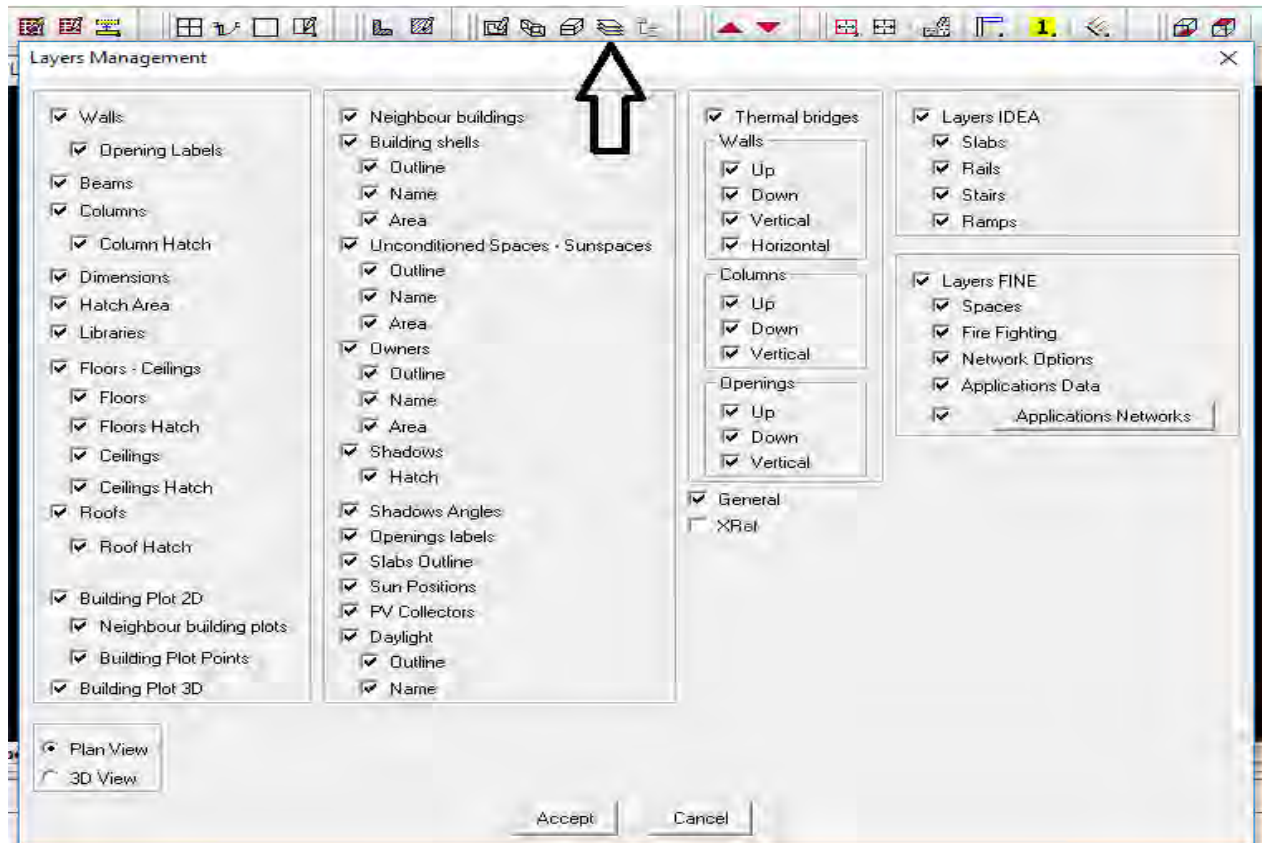 1
Layers Management
Walls
Opening Labels
Beams
Columns
Column Hatch
Dimensions
Hatch Area
Libraries
Floors - Ceilings
Floors
Floors Hatch
Ceilings
Ceilings Hatch
Roofs
Roof Hatch
Building Plot 2D
Neighbour building plots
Building Plot Points
Building Plot 3D
Neighbour buildings
Building shells
Outline
Name
Area
Unconditioned Spaces - Sunspaces
Outline
Name
Area
Owners
Outline
Name
Area
Shadows
Hatch
Shadows Angles
Openings labels
Slabs Outline
Sun Positions
PV Collectors
Daylight
Outline
Name
Thermal bridges
Walls
Up
Down
Vertical
Horizontal
Columns
Up
Down
Vertical
Openings
Up
Down
Vertical
General
XRef
Layers IDEA
Slabs
Rails
Stairs
Ramps
Layers FINE
Spaces
Fire Fighting
Network Options
Applications Data
Applications Networks
Plan View
3D View
Accept
Cancel